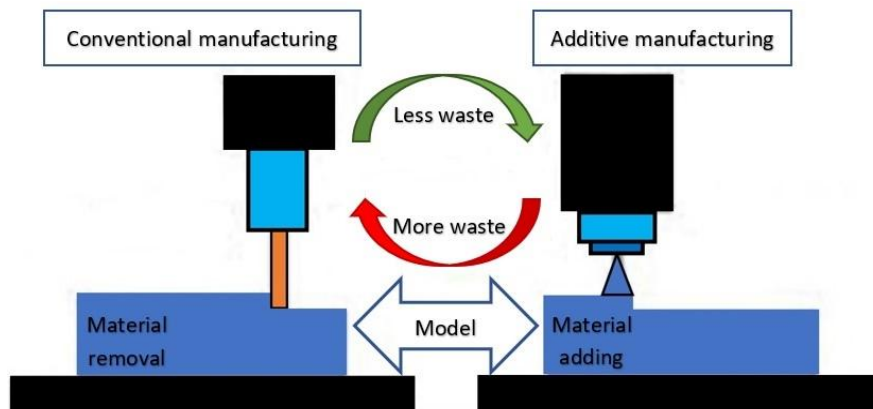 Conventional manufacturing
Additive manufacturing
Less waste
More waste
Material
removal
Model
Material
adding